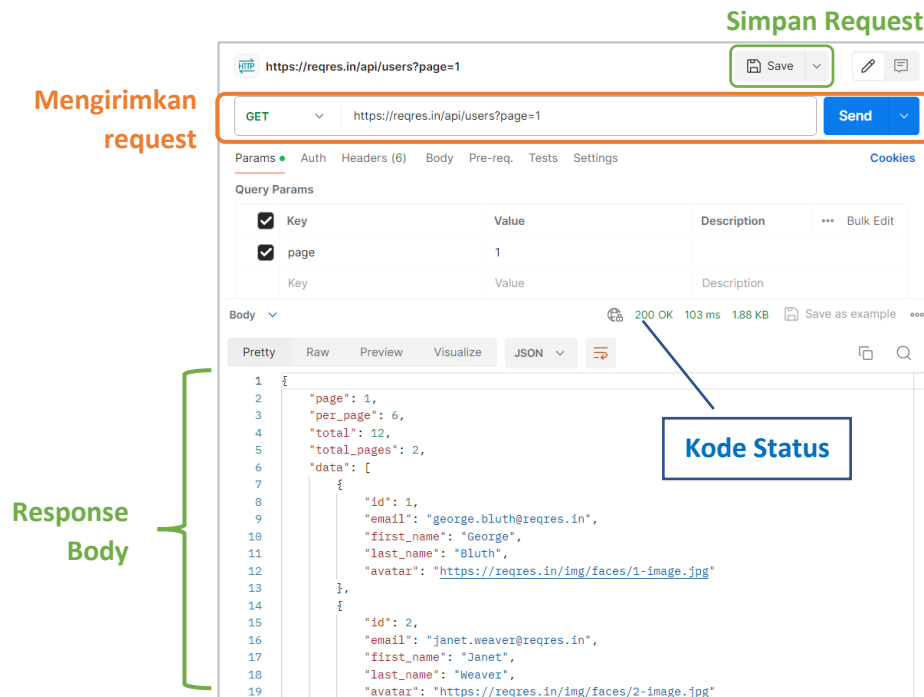 Simpan Request
HTTP https://reqres.in/api/users?page=1
Save
Mengirimkan
request
GET https://reqres.in/api/users?page=1 Send
Params Auth Headers (6) Body Pre-req. Tests Settings Cookies
Query Params
Key Value Description Bulk Edit
page 1
Key Value Description
Body 200 OK 103 ms 1.88 KB Save as example
Pretty Raw Preview Visualize JSON
Kode Status
Response
Body
1 {
2 "page": 1,
3 "per_page": 6,
4 "total": 12,
5 "total_pages": 2,
6 "data": [
7 {
8 "id": 1,
9 "email": "george.bluth@reqres.in",
10 "first_name": "George",
11 "last_name": "Bluth",
12 "avatar": "https://reqres.in/img/faces/1-image.jpg"
13 },
14 {
15 "id": 2,
16 "email": "janet.weaver@reqres.in",
17 "first_name": "Janet",
18 "last_name": "Weaver",
19 "avatar": "https://reqres.in/img/faces/2-image.jpg"